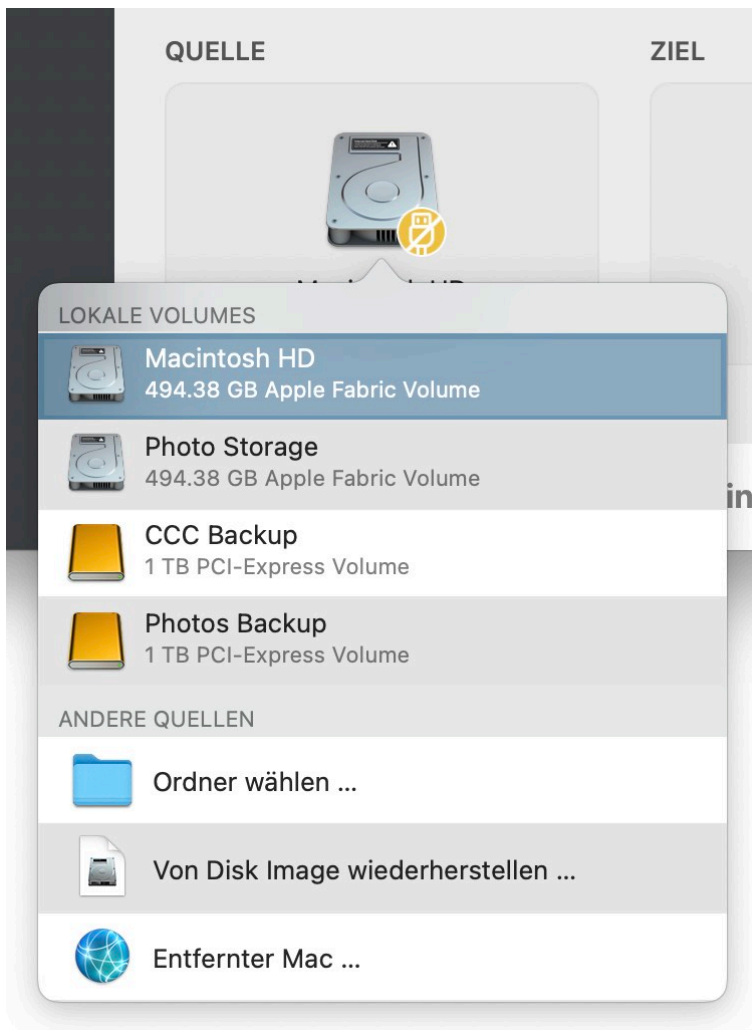 QUELLE
ZIEL
LOKALE VOLUMES
Macintosh HD
494.38 GB Apple Fabric Volume
Photo Storage
494.38 GB Apple Fabric Volume
CCC Backup
1 TB PCI-Express Volume
Photos Backup
1 TB PCI-Express Volume
ANDERE QUELLEN
Ordner wählen ...
Von Disk Image wiederherstellen ...
Entfernter Mac ...